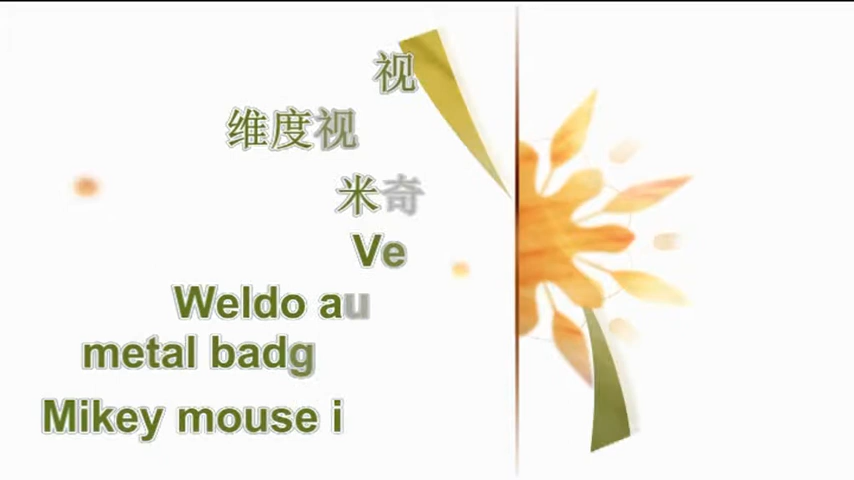 视
维度视
米奇
Ve
Weldo au
metal badg
Mikey mouse i